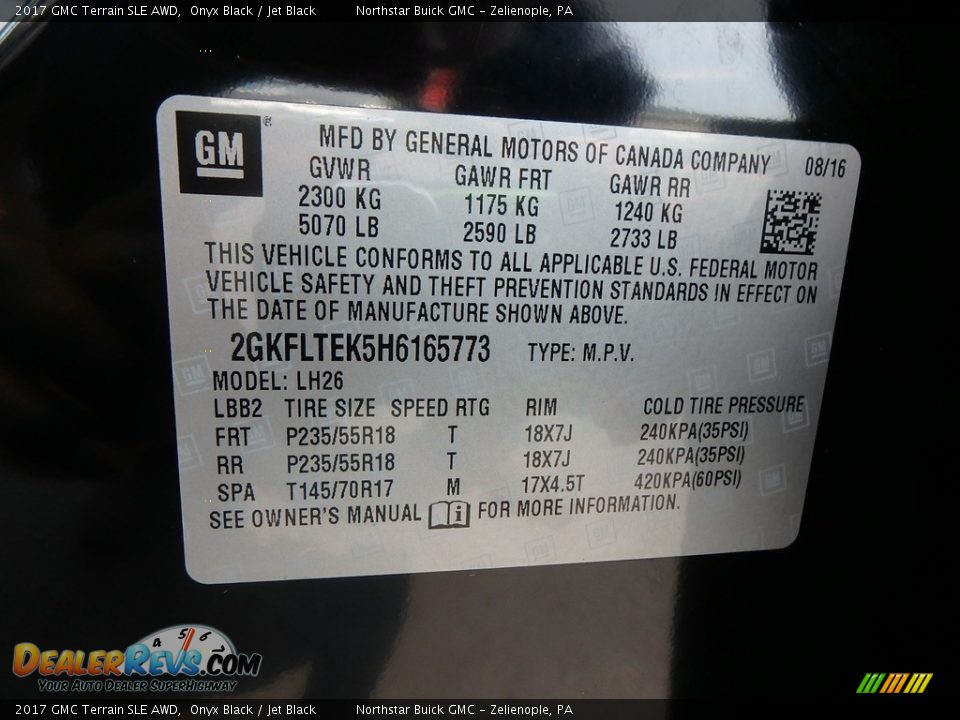 2017 GMC Terrain SLE AWD, Onyx Black / Jet Black Northstar Buick GMC - Zelienople, PA
GM ®
MFD BY GENERAL MOTORS OF CANADA COMPANY 08/16
GVWR GAWR FRT GAWR RR
2300 KG 1175 KG 1240 KG
5070 LB 2590 LB 2733 LB
THIS VEHICLE CONFORMS TO ALL APPLICABLE U.S. FEDERAL MOTOR
VEHICLE SAFETY AND THEFT PREVENTION STANDARDS IN EFFECT ON
THE DATE OF MANUFACTURE SHOWN ABOVE.
2GKFLTEK5H6165773 TYPE: M.P.V.
MODEL: LH26
LBB2 TIRE SIZE SPEED RTG RIM COLD TIRE PRESSURE
FRT P235/55R18 T 18X7J 240KPA(35PSI)
RR P235/55R18 T 18X7J 240KPA(35PSI)
SPA T145/70R17 M 17X4.5T 420KPA(60PSI)
SEE OWNER'S MANUAL i FOR MORE INFORMATION.
4 5 6
DEALERREVS.COM
YOUR AUTO DEALER SUPERHIGHWAY
2017 GMC Terrain SLE AWD, Onyx Black / Jet Black Northstar Buick GMC - Zelienople, PA